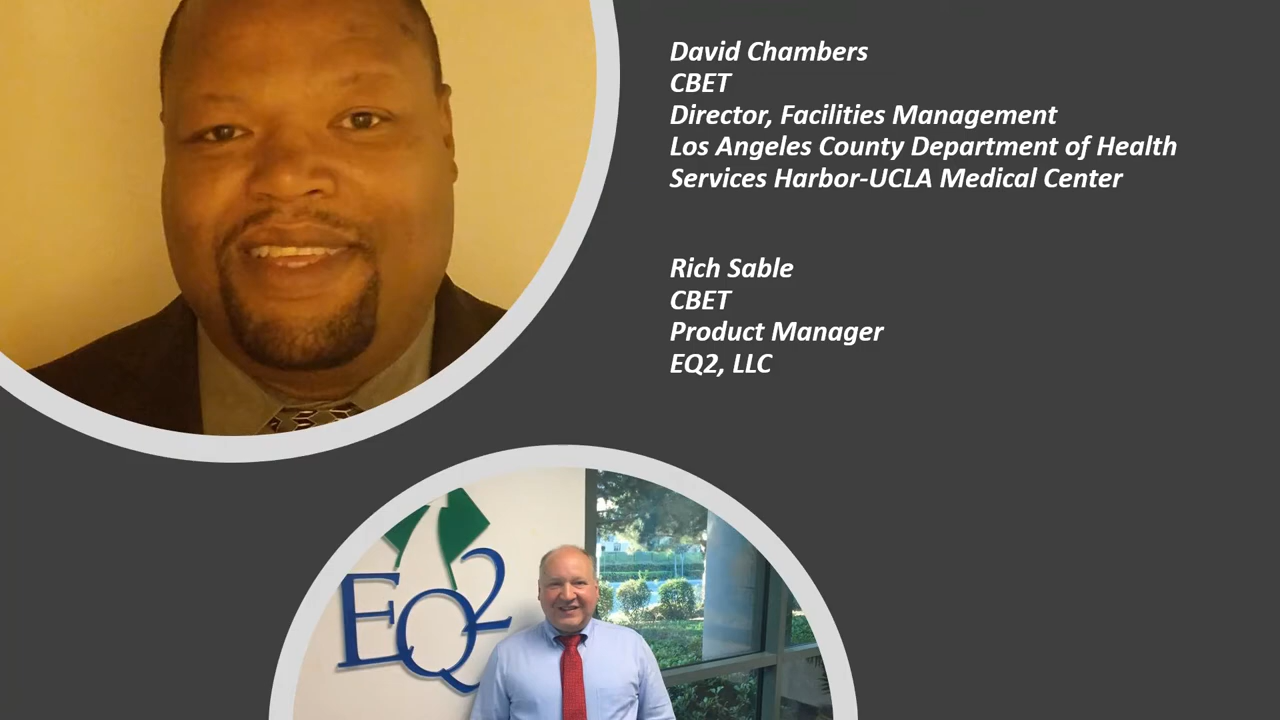 David Chambers
CBET
Director, Facilities Management
Los Angeles County Department of Health
Services Harbor-UCLA Medical Center
Rich Sable
CBET
Product Manager
EQ2, LLC
EQ2